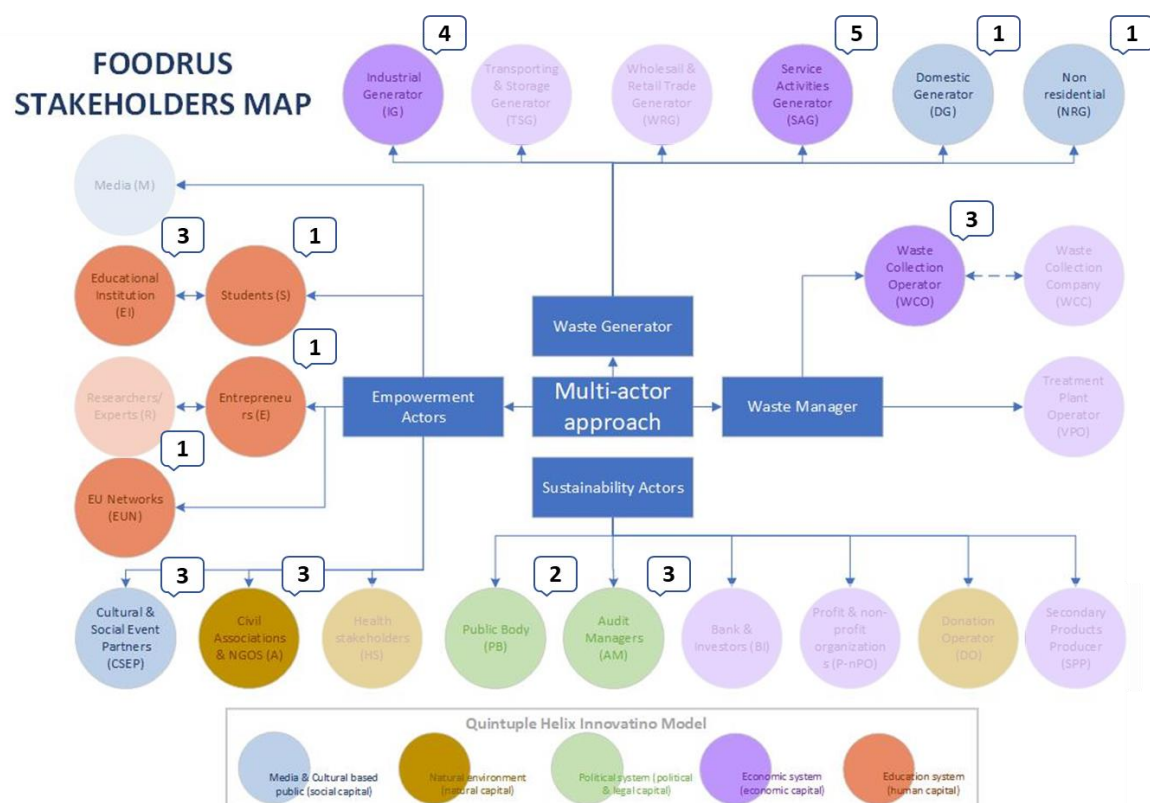 FOODRUS
STAKEHOLDERS MAP
4
5
1
1
Industrial
Generator
(IG)
Transporting
& Storage
Generator
(TSG)
Wholesail &
Retail Trade
Generator
(WRG)
Service
Activities
Generator
(SAG)
Domestic
Generator
(DG)
Non
residential
(NRG)
Media (M)
3
1
3
Educational
Institution
(EI)
Students (S)
Waste
Collection
Operator
(WCO)
Waste
Collection
Company
(WCC)
Waste Generator
1
Researchers/
Experts (R)
Entrepreneu
rs (E)
Empowerment
Actors
Multi-actor
approach
Waste Manager
Treatment
Plant
Operator
(VPO)
1
EU Networks
(EUN)
Sustainability Actors
3
3
2
3
Cultural &
Social Event
Partners
(CSEP)
Civil
Associations
& NGOS (A)
Health
stakeholders
(HS)
Public Body
(PB)
Audit
Managers
(AM)
Bank &
Investors (BI)
Profit & non-
profit
organization
s (P-nPO)
Donation
Operator
(DO)
Secondary
Products
Producer
(SPP)
Quintuple Helix Innovatino Model
Media & Cultural based
public (social capital)
Natural environment
(natural capital)
Political system (political
& legal capital)
Economic system
(economic capital)
Education system
(human capital)